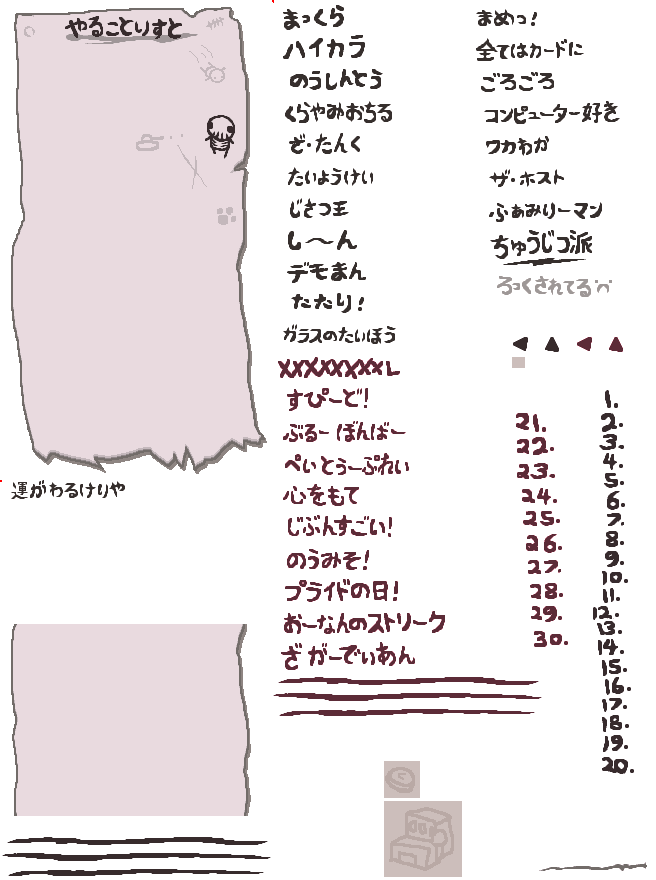 やることりすと
運がわるけりゃ
まっくら
ハイカラ
のうしんとう
くらやみおちる
ざ・たんく
たいようけい
じさつ王
し〜ん
デモまん
たたり!
ガラスのたいほう
XXXXXXXXL
すぴーど!
ぶるー ぼんばー
ぺいとぅーぷれい
心をもて
じぶんすごい!
のうみそ!
プライドの日!
おーなんのストリーク
ざ がーでぃあん
まめっ!
全てはカードに
ごろごろ
コンピューター好き
ワカわか
ザ・ホスト
ふぁみりーマン
ちゅうじつ派
ろっくされてる
21.
22.
23.
24.
25.
26.
27.
28.
29.
30.
1.
2.
3.
4.
5.
6.
7.
8.
9.
10.
11.
12.
13.
14.
15.
16.
17.
18.
19.
20.